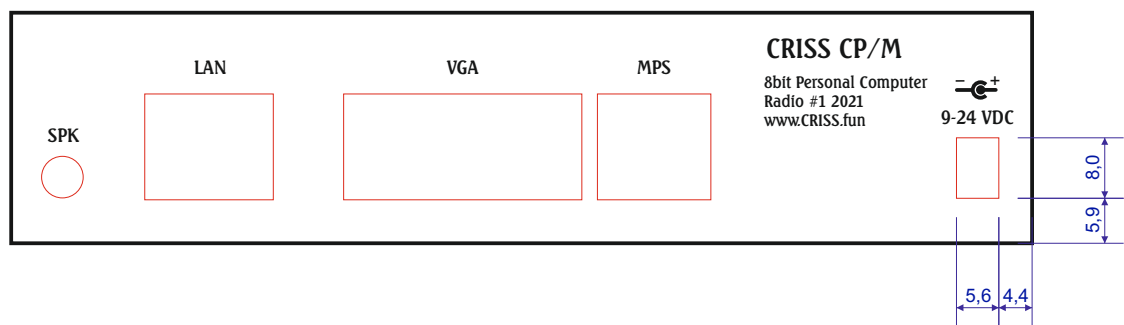 CRISS CP/M
LAN
VGA
MPS
8bit Personal Computer
Radio #1 2021
www.CRISS.fun
− +
9-24 VDC
SPK
8,0
5,9
5,6
4,4